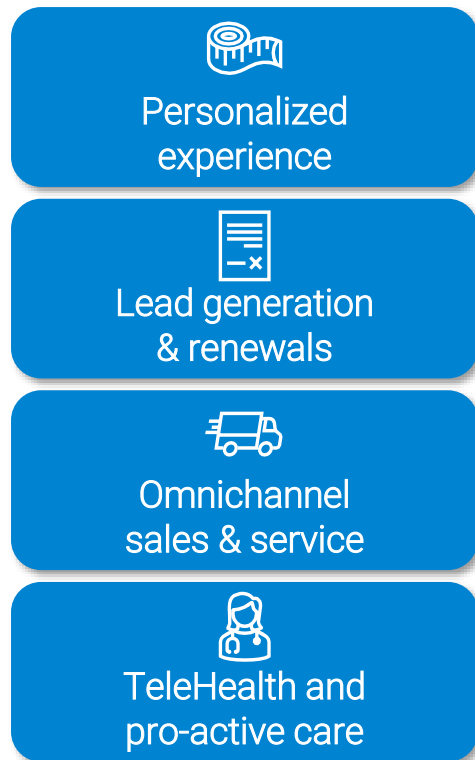 Personalized
experience
Lead generation
& renewals
Omnichannel
sales & service
TeleHealth and
pro-active care